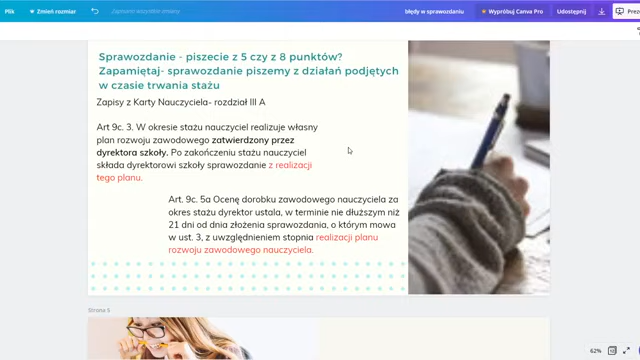 Plik
Zmień rozmiar
Zapisano wszystkie zmiany
błędy w sprawozdaniu
Wypróbuj Canva Pro
Udostępnij
Sprawozdanie - piszecie z 5 czy z 8 punktów?
Zapamiętaj- sprawozdanie piszemy z działań podjętych
w czasie trwania stażu
Zapisy z Karty Nauczyciela- rozdział III A
Art 9c. 3. W okresie stażu nauczyciel realizuje własny
plan rozwoju zawodowego zatwierdzony przez
dyrektora szkoły. Po zakończeniu stażu nauczyciel
składa dyrektorowi szkoły sprawozdanie z realizacji
tego planu.
Art. 9c. 5a Ocenę dorobku zawodowego nauczyciela za
okres stażu dyrektor ustala, w terminie nie dłuższym niż
21 dni od dnia złożenia sprawozdania, o którym mowa
w ust. 3, z uwzględnieniem stopnia realizacji planu
rozwoju zawodowego nauczyciela.
Strona 5
62%